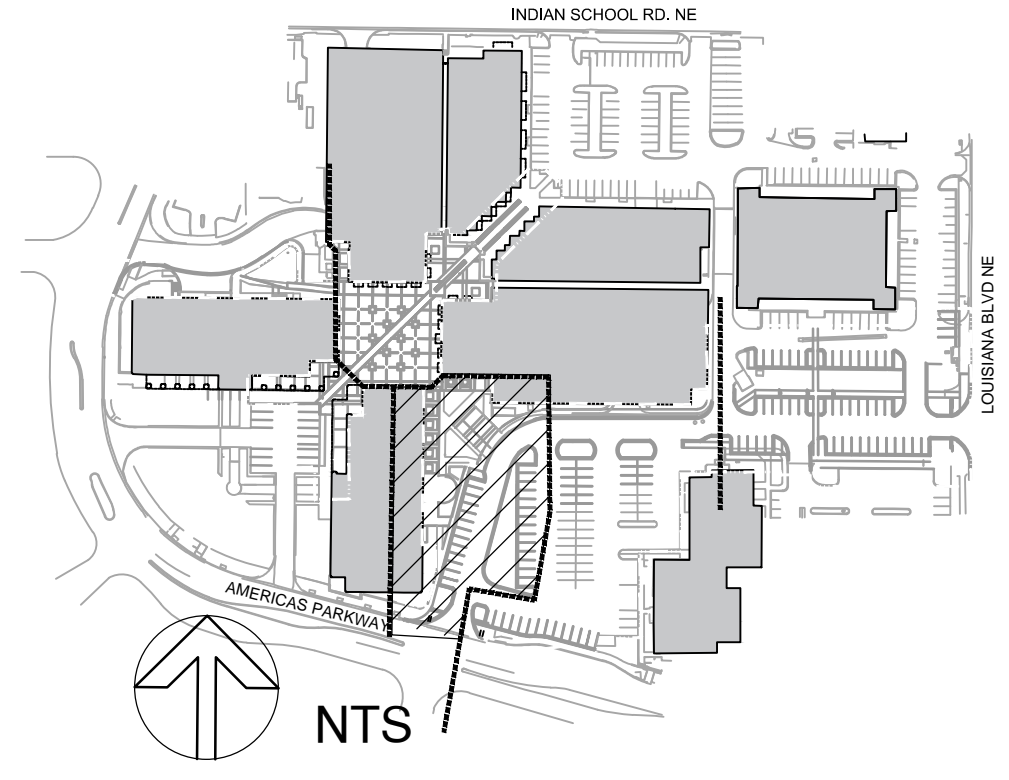 INDIAN SCHOOL RD. NE
LOUISIANA BLVD NE
AMERICAS PARKWAY
NTS